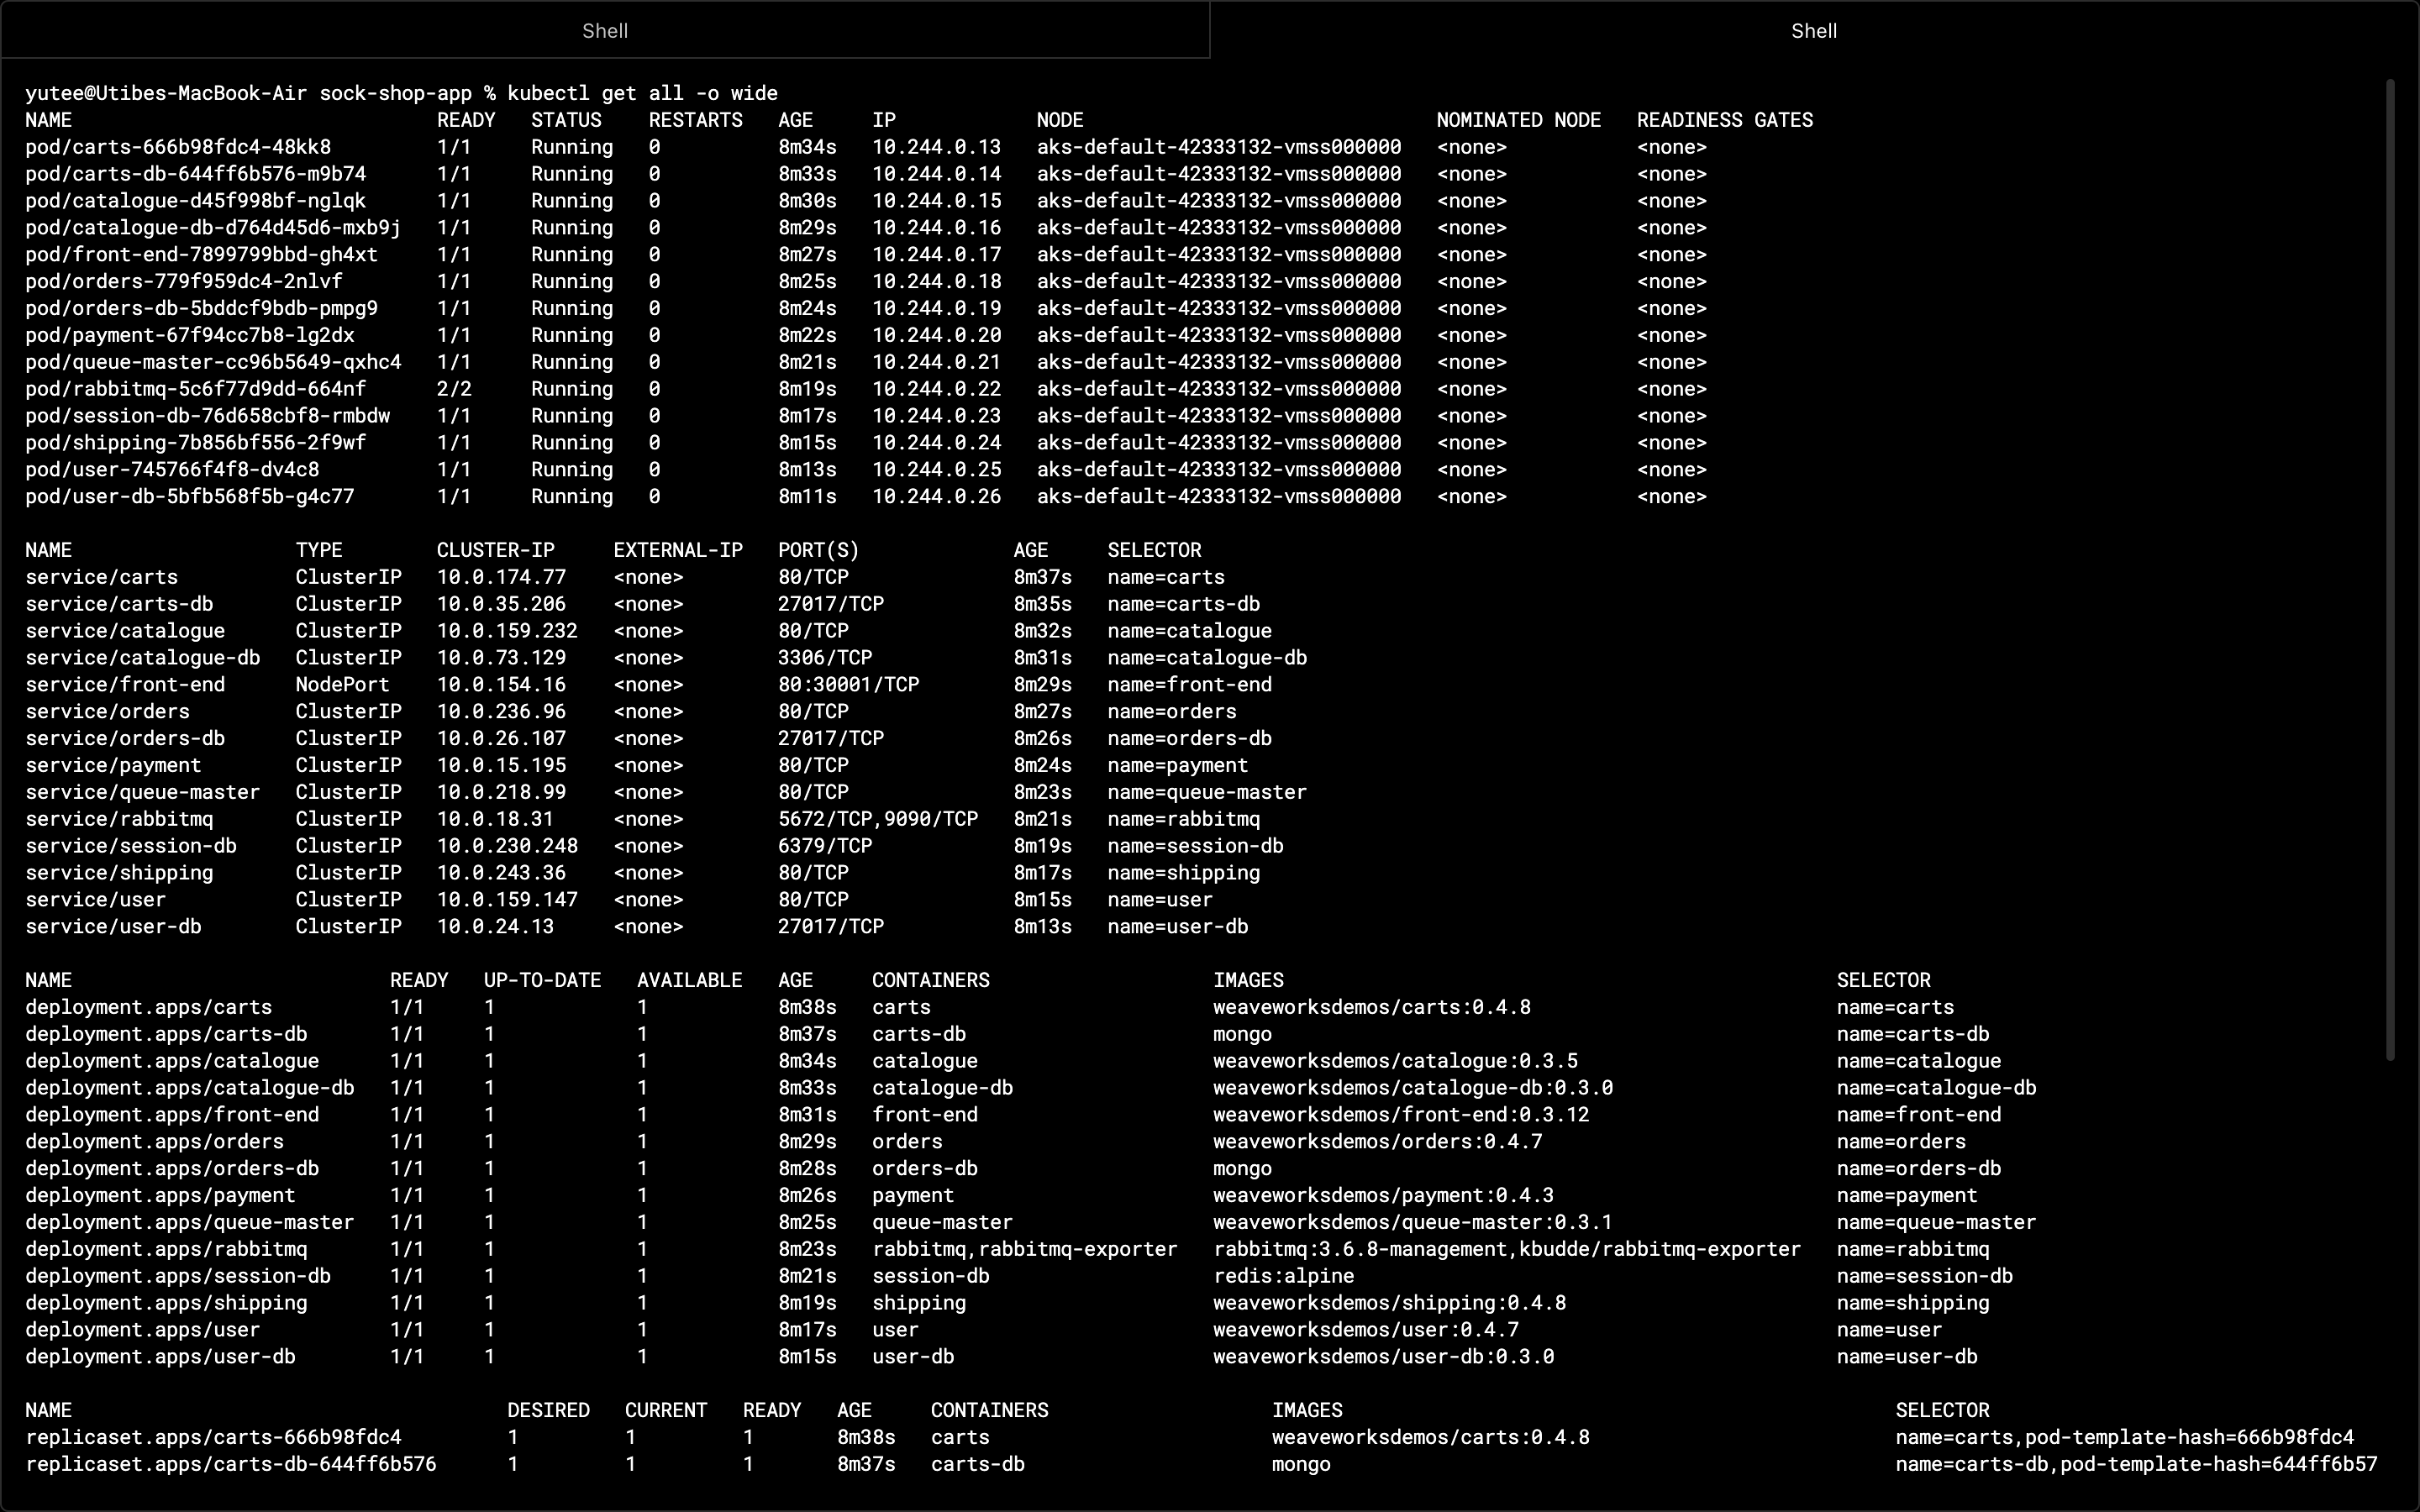 Shell Shell
yutee@Utibes-MacBook-Air sock-shop-app % kubectl get all -o wide
NAME READY STATUS RESTARTS AGE IP NODE NOMINATED NODE READINESS GATES
pod/carts-666b98fdc4-48kk8 1/1 Running 0 8m34s 10.244.0.13 aks-default-42333132-vmss000000 <none> <none>
pod/carts-db-644ff6b576-m9b74 1/1 Running 0 8m33s 10.244.0.14 aks-default-42333132-vmss000000 <none> <none>
pod/catalogue-d45f998bf-nglqk 1/1 Running 0 8m30s 10.244.0.15 aks-default-42333132-vmss000000 <none> <none>
pod/catalogue-db-d764d45d6-mxb9j 1/1 Running 0 8m29s 10.244.0.16 aks-default-42333132-vmss000000 <none> <none>
pod/front-end-7899799bbd-gh4xt 1/1 Running 0 8m27s 10.244.0.17 aks-default-42333132-vmss000000 <none> <none>
pod/orders-779f959dc4-2nlvf 1/1 Running 0 8m25s 10.244.0.18 aks-default-42333132-vmss000000 <none> <none>
pod/orders-db-5bddcf9bdb-pmpg9 1/1 Running 0 8m24s 10.244.0.19 aks-default-42333132-vmss000000 <none> <none>
pod/payment-67f94cc7b8-lg2dx 1/1 Running 0 8m22s 10.244.0.20 aks-default-42333132-vmss000000 <none> <none>
pod/queue-master-cc96b5649-qxhc4 1/1 Running 0 8m21s 10.244.0.21 aks-default-42333132-vmss000000 <none> <none>
pod/rabbitmq-5c6f77d9dd-664nf 2/2 Running 0 8m19s 10.244.0.22 aks-default-42333132-vmss000000 <none> <none>
pod/session-db-76d658cbf8-rmbdw 1/1 Running 0 8m17s 10.244.0.23 aks-default-42333132-vmss000000 <none> <none>
pod/shipping-7b856bf556-2f9wf 1/1 Running 0 8m15s 10.244.0.24 aks-default-42333132-vmss000000 <none> <none>
pod/user-745766f4f8-dv4c8 1/1 Running 0 8m13s 10.244.0.25 aks-default-42333132-vmss000000 <none> <none>
pod/user-db-5bfb568f5b-g4c77 1/1 Running 0 8m11s 10.244.0.26 aks-default-42333132-vmss000000 <none> <none>
NAME TYPE CLUSTER-IP EXTERNAL-IP PORT(S) AGE SELECTOR
service/carts ClusterIP 10.0.174.77 <none> 80/TCP 8m37s name=carts
service/carts-db ClusterIP 10.0.35.206 <none> 27017/TCP 8m35s name=carts-db
service/catalogue ClusterIP 10.0.159.232 <none> 80/TCP 8m32s name=catalogue
service/catalogue-db ClusterIP 10.0.73.129 <none> 3306/TCP 8m31s name=catalogue-db
service/front-end NodePort 10.0.154.16 <none> 80:30001/TCP 8m29s name=front-end
service/orders ClusterIP 10.0.236.96 <none> 80/TCP 8m27s name=orders
service/orders-db ClusterIP 10.0.26.107 <none> 27017/TCP 8m26s name=orders-db
service/payment ClusterIP 10.0.15.195 <none> 80/TCP 8m24s name=payment
service/queue-master ClusterIP 10.0.218.99 <none> 80/TCP 8m23s name=queue-master
service/rabbitmq ClusterIP 10.0.18.31 <none> 5672/TCP,9090/TCP 8m21s name=rabbitmq
service/session-db ClusterIP 10.0.230.248 <none> 6379/TCP 8m19s name=session-db
service/shipping ClusterIP 10.0.243.36 <none> 80/TCP 8m17s name=shipping
service/user ClusterIP 10.0.159.147 <none> 80/TCP 8m15s name=user
service/user-db ClusterIP 10.0.24.13 <none> 27017/TCP 8m13s name=user-db
NAME READY UP-TO-DATE AVAILABLE AGE CONTAINERS IMAGES SELECTOR
deployment.apps/carts 1/1 1 1 8m38s carts weaveworksdemos/carts:0.4.8 name=carts
deployment.apps/carts-db 1/1 1 1 8m37s carts-db mongo name=carts-db
deployment.apps/catalogue 1/1 1 1 8m34s catalogue weaveworksdemos/catalogue:0.3.5 name=catalogue
deployment.apps/catalogue-db 1/1 1 1 8m33s catalogue-db weaveworksdemos/catalogue-db:0.3.0 name=catalogue-db
deployment.apps/front-end 1/1 1 1 8m31s front-end weaveworksdemos/front-end:0.3.12 name=front-end
deployment.apps/orders 1/1 1 1 8m29s orders weaveworksdemos/orders:0.4.7 name=orders
deployment.apps/orders-db 1/1 1 1 8m28s orders-db mongo name=orders-db
deployment.apps/payment 1/1 1 1 8m26s payment weaveworksdemos/payment:0.4.3 name=payment
deployment.apps/queue-master 1/1 1 1 8m25s queue-master weaveworksdemos/queue-master:0.3.1 name=queue-master
deployment.apps/rabbitmq 1/1 1 1 8m23s rabbitmq,rabbitmq-exporter rabbitmq:3.6.8-management,kbudde/rabbitmq-exporter name=rabbitmq
deployment.apps/session-db 1/1 1 1 8m21s session-db redis:alpine name=session-db
deployment.apps/shipping 1/1 1 1 8m19s shipping weaveworksdemos/shipping:0.4.8 name=shipping
deployment.apps/user 1/1 1 1 8m17s user weaveworksdemos/user:0.4.7 name=user
deployment.apps/user-db 1/1 1 1 8m15s user-db weaveworksdemos/user-db:0.3.0 name=user-db
NAME DESIRED CURRENT READY AGE CONTAINERS IMAGES SELECTOR
replicaset.apps/carts-666b98fdc4 1 1 1 8m38s carts weaveworksdemos/carts:0.4.8 name=carts,pod-template-hash=666b98fdc4
replicaset.apps/carts-db-644ff6b576 1 1 1 8m37s carts-db mongo name=carts-db,pod-template-hash=644ff6b57